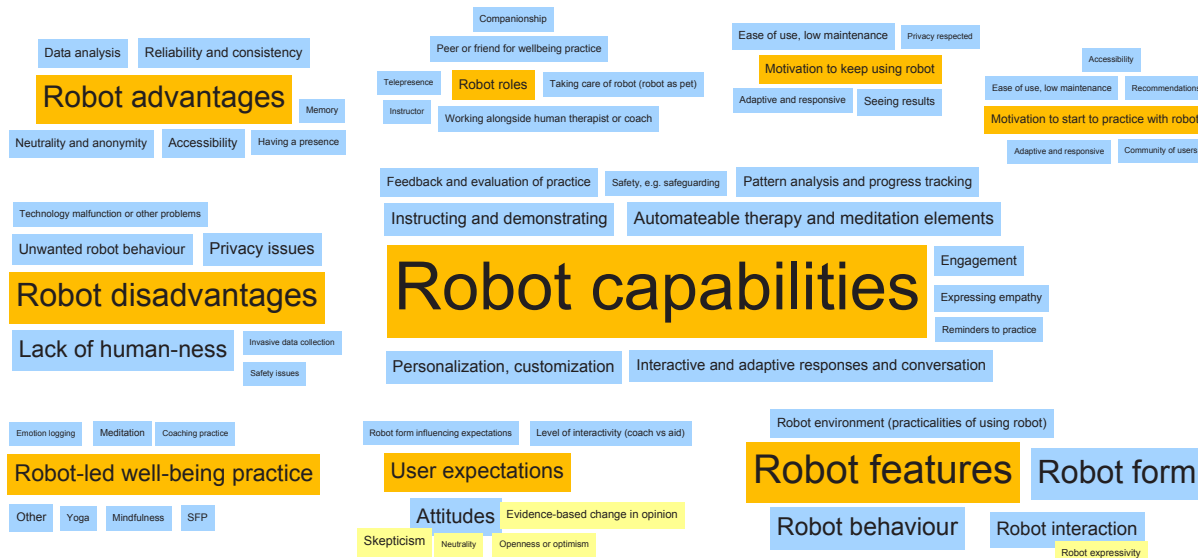 Data analysis
Reliability and consistency
Robot advantages
Memory
Neutrality and anonymity
Accessibility
Having a presence
Companionship
Peer or friend for wellbeing practice
Telepresence
Robot roles
Taking care of robot (robot as pet)
Instructor
Working alongside human therapist or coach
Ease of use, low maintenance
Privacy respected
Motivation to keep using robot
Adaptive and responsive
Seeing results
Accessibility
Ease of use, low maintenance
Recommendations
Motivation to start to practice with robot
Adaptive and responsive
Community of users
Technology malfunction or other problems
Unwanted robot behaviour
Privacy issues
Robot disadvantages
Lack of human-ness
Invasive data collection
Safety issues
Feedback and evaluation of practice
Safety, e.g. safeguarding
Pattern analysis and progress tracking
Instructing and demonstrating
Automateable therapy and meditation elements
Robot capabilities
Engagement
Expressing empathy
Reminders to practice
Personalization, customization
Interactive and adaptive responses and conversation
Emotion logging
Meditation
Coaching practice
Robot-led well-being practice
Other
Yoga
Mindfulness
SFP
Robot form influencing expectations
Level of interactivity (coach vs aid)
User expectations
Attitudes
Evidence-based change in opinion
Skepticism
Neutrality
Openness or optimism
Robot environment (practicalities of using robot)
Robot features
Robot form
Robot behaviour
Robot interaction
Robot expressivity